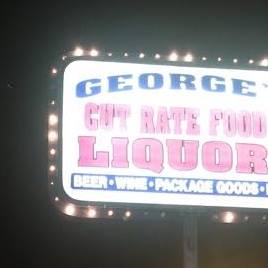 GEORGE'
CUT RATE FOOD
LIQUOR
BEER • WINE • PACKAGE GOODS •